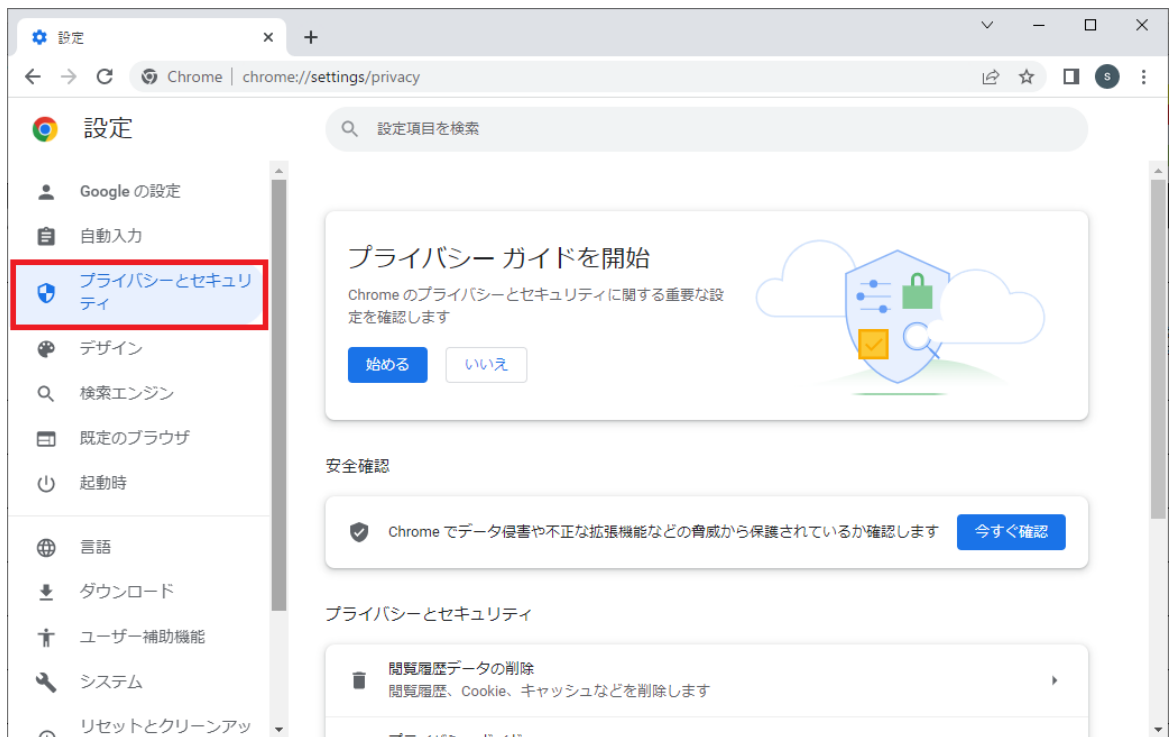 設定
Chrome
chrome://settings/privacy
S
設定
設定項目を検索
Google の設定
自動入力
プライバシーとセキュリ
ティ
デザイン
検索エンジン
既定のブラウザ
起動時
言語
ダウンロード
ユーザー補助機能
システム
リセットとクリーンアッ
プライバシー ガイドを開始
Chrome のプライバシーとセキュリティに関する重要な設
定を確認します
始める
いいえ
安全確認
Chrome でデータ侵害や不正な拡張機能などの脅威から保護されているか確認します
今すぐ確認
プライバシーとセキュリティ
閲覧履歴データの削除
閲覧履歴、Cookie、キャッシュなどを削除します